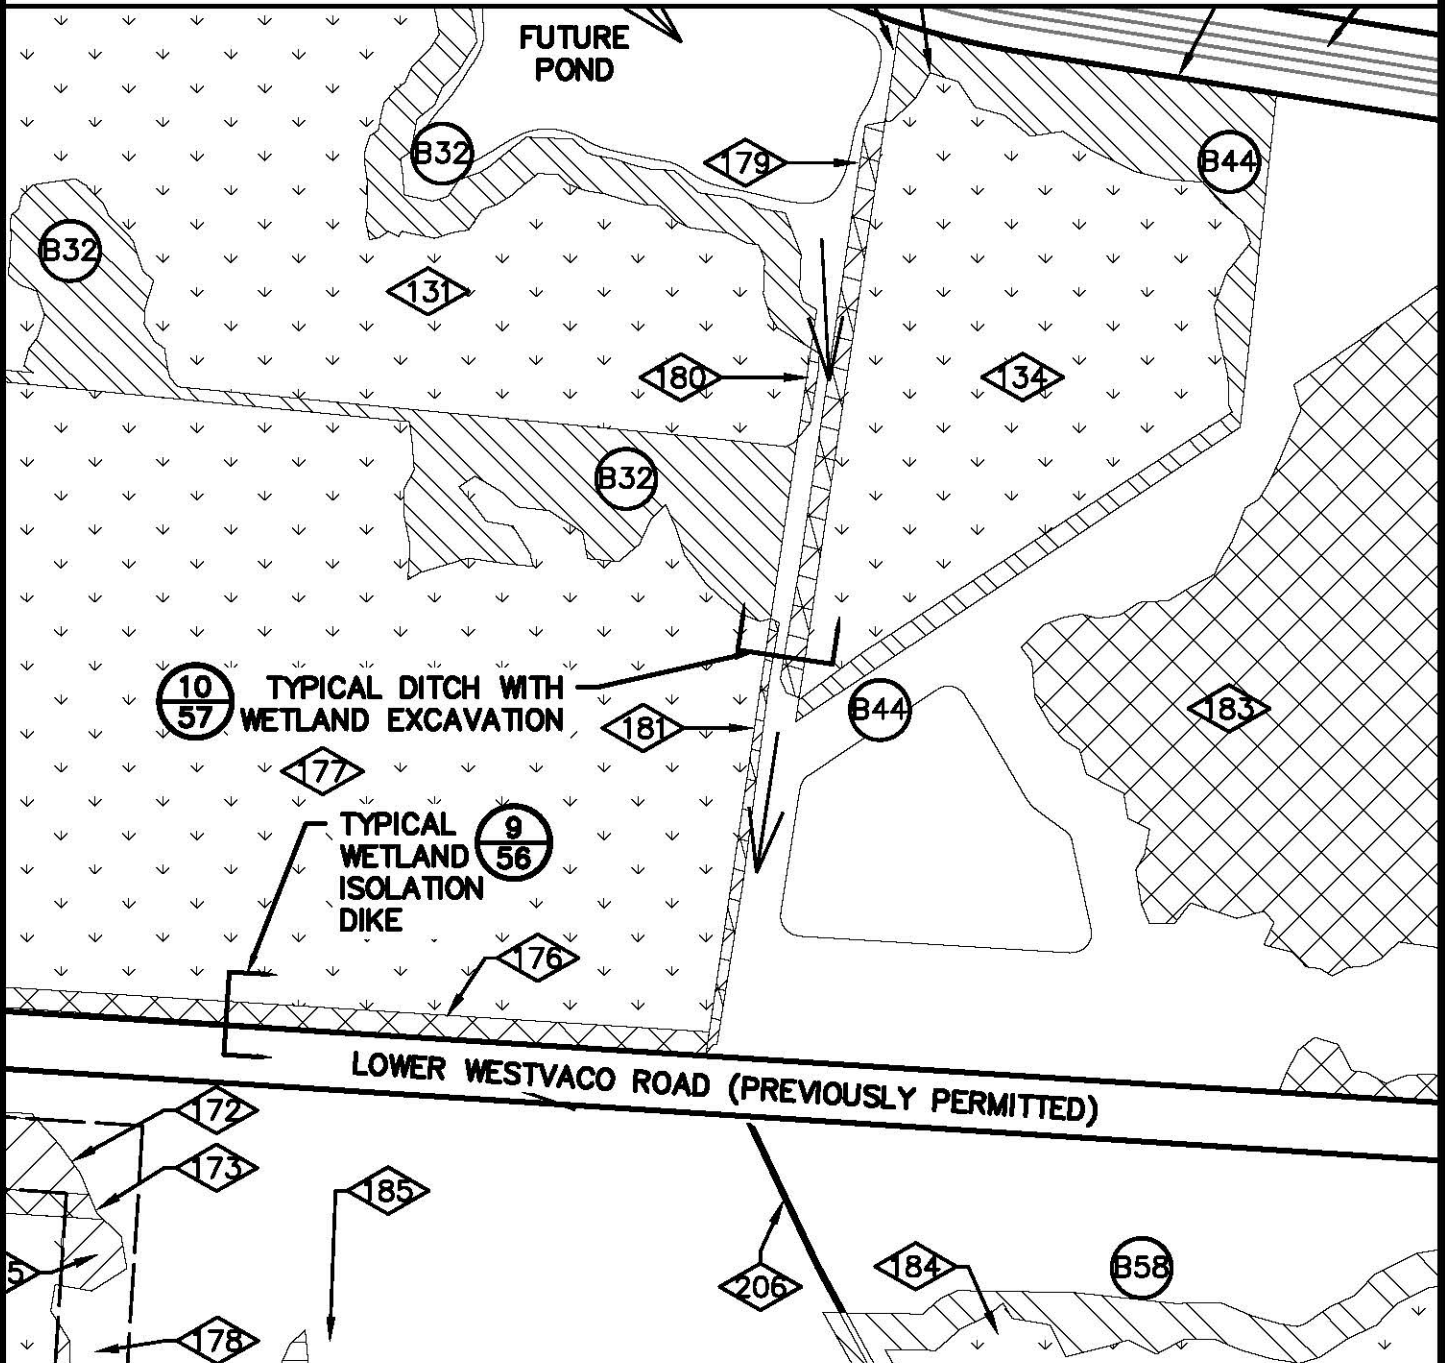 FUTURE
POND
B32
179
B44
B32
131
180
134
B32
10
57
TYPICAL DITCH WITH
WETLAND EXCAVATION
181
B44
183
177
TYPICAL
WETLAND
ISOLATION
DIKE
9
56
176
LOWER WESTVACO ROAD (PREVIOUSLY PERMITTED)
172
173
185
5
206
184
B58
178